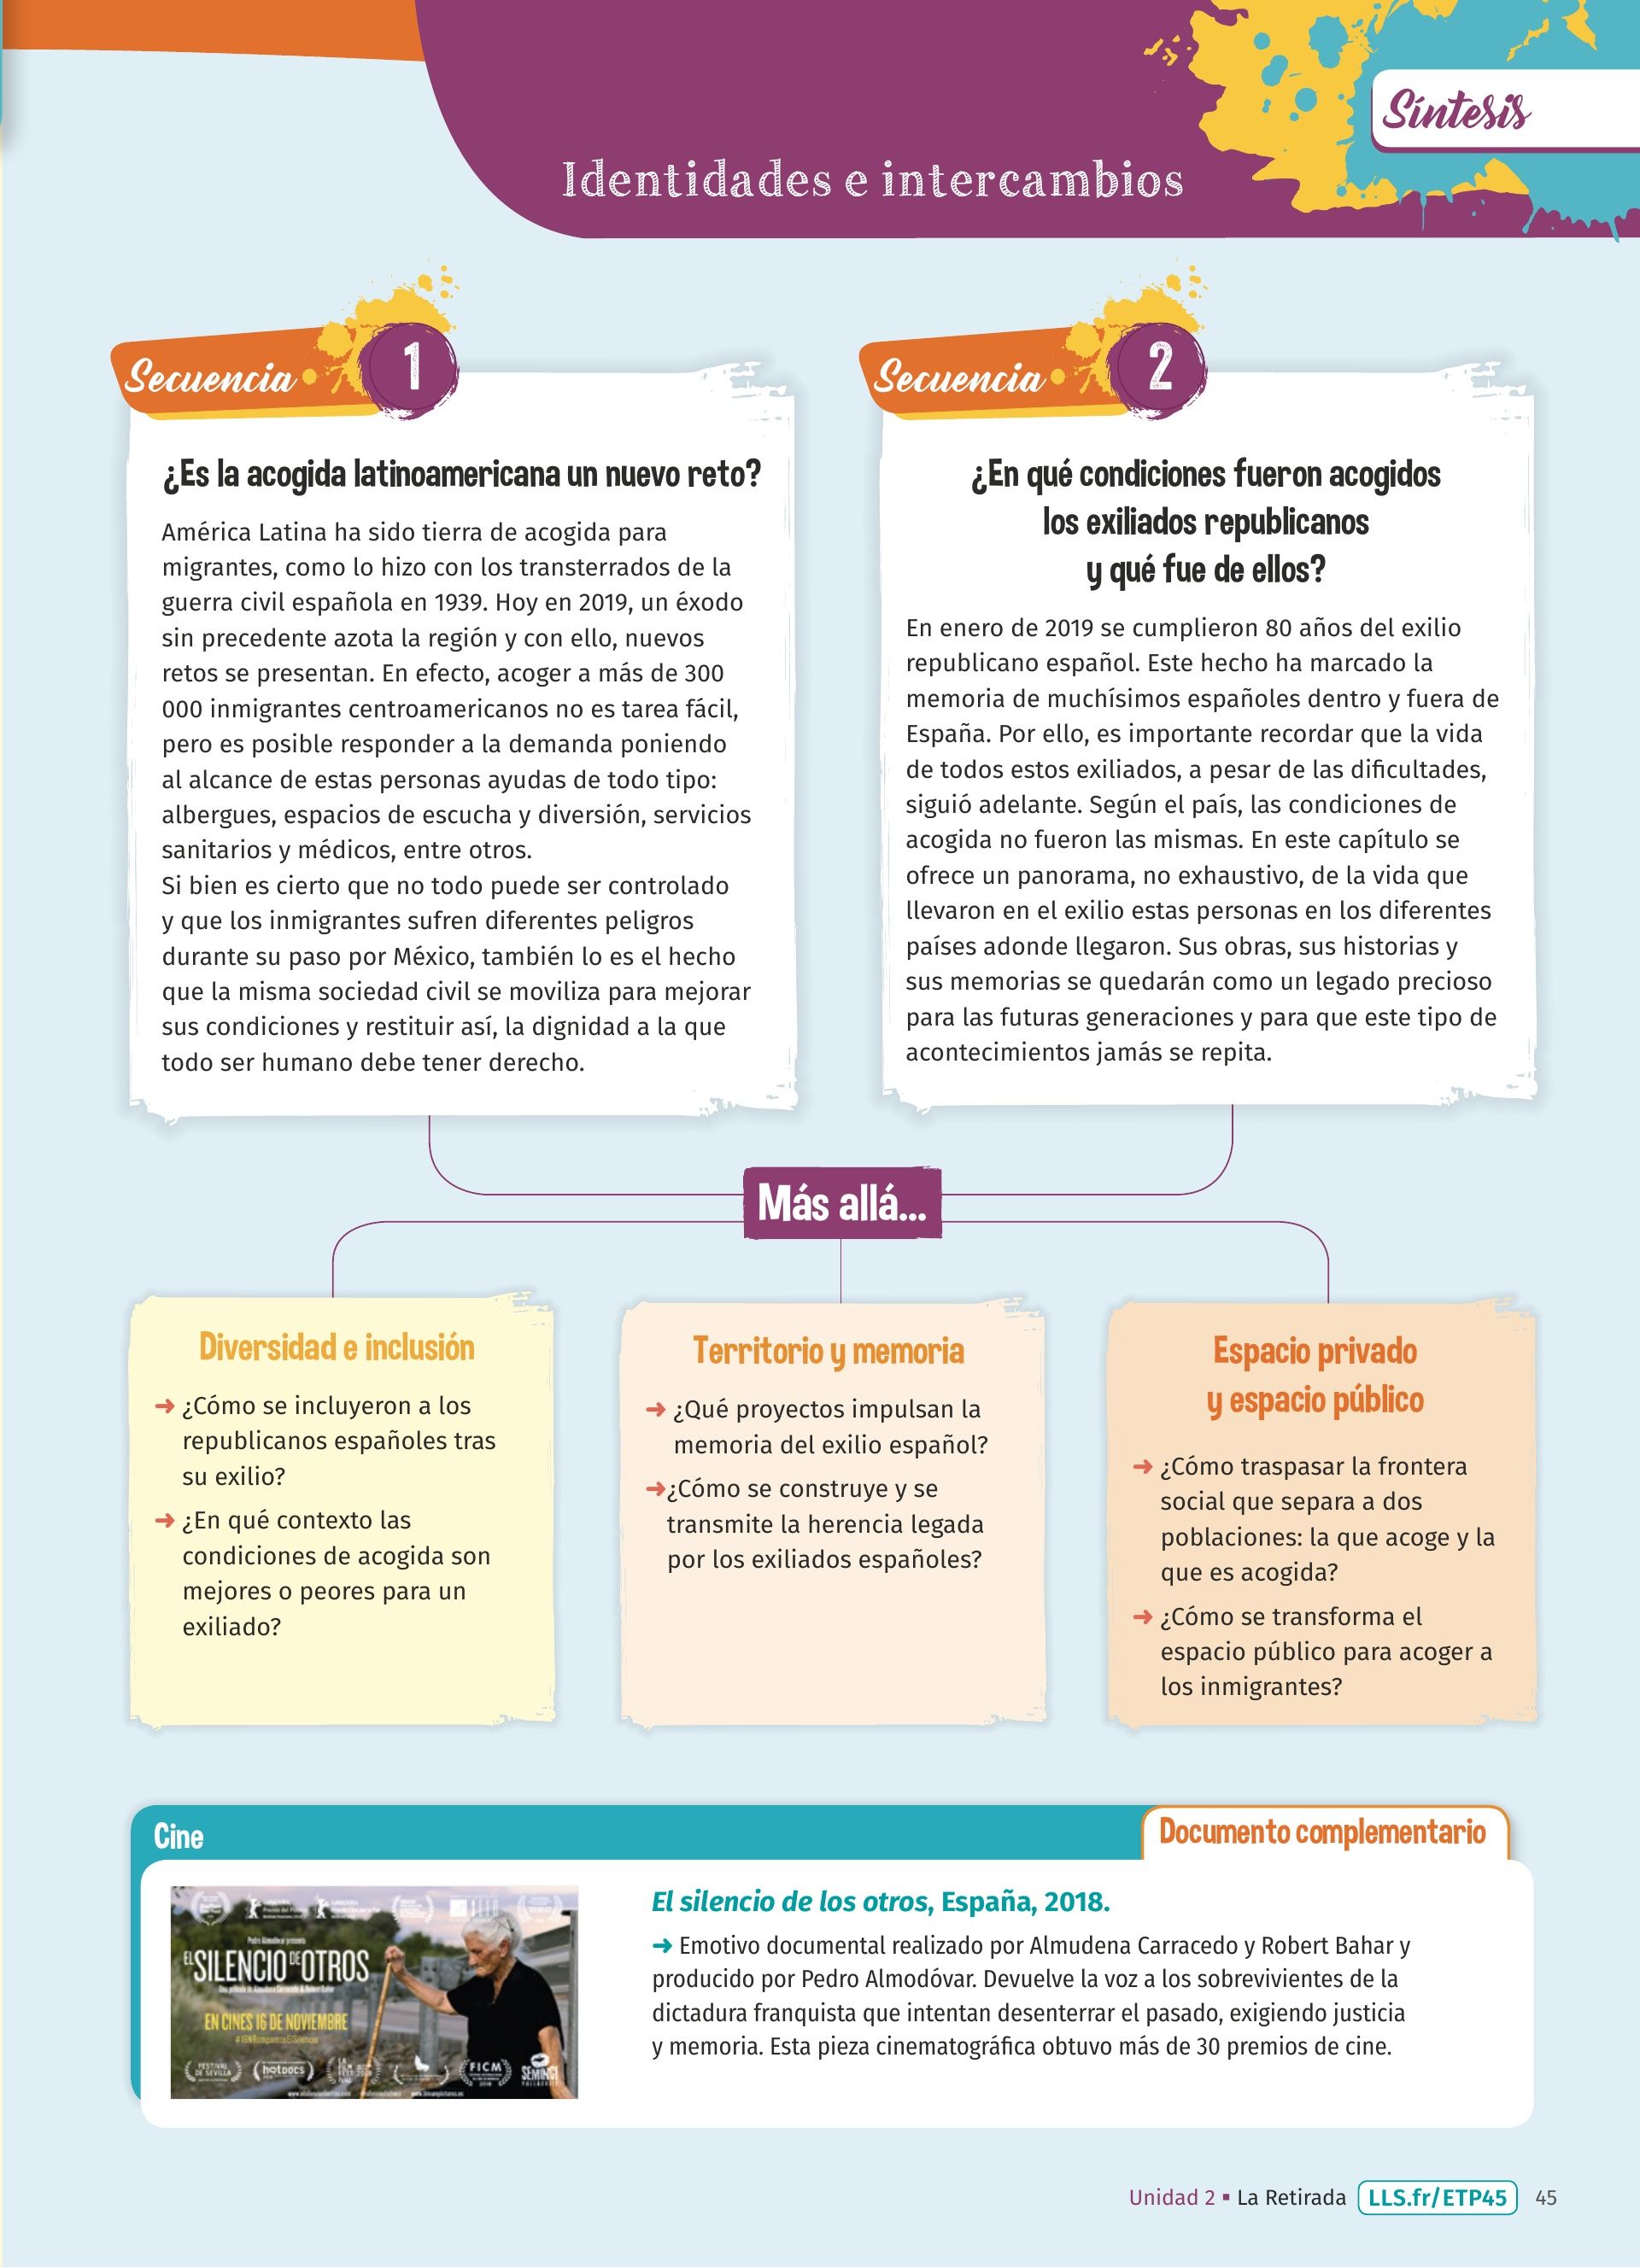 Síntesis
Identidades e intercambios
Secuencia 1
¿Es la acogida latinoamericana un nuevo reto?
América Latina ha sido tierra de acogida para
migrantes, como lo hizo con los transterrados de la
guerra civil española en 1939. Hoy en 2019, un éxodo
sin precedente azota la región y con ello, nuevos
retos se presentan. En efecto, acoger a más de 300
000 inmigrantes centroamericanos no es tarea fácil,
pero es posible responder a la demanda poniendo
al alcance de estas personas ayudas de todo tipo:
albergues, espacios de escucha y diversión, servicios
sanitarios y médicos, entre otros.
Si bien es cierto que no todo puede ser controlado
y que los inmigrantes sufren diferentes peligros
durante su paso por México, también lo es el hecho
que la misma sociedad civil se moviliza para mejorar
sus condiciones y restituir así, la dignidad a la que
todo ser humano debe tener derecho.
Secuencia 2
¿En qué condiciones fueron acogidos
los exiliados republicanos
y qué fue de ellos?
En enero de 2019 se cumplieron 80 años del exilio
republicano español. Este hecho ha marcado la
memoria de muchísimos españoles dentro y fuera de
España. Por ello, es importante recordar que la vida
de todos estos exiliados, a pesar de las dificultades,
siguió adelante. Según el país, las condiciones de
acogida no fueron las mismas. En este capítulo se
ofrece un panorama, no exhaustivo, de la vida que
llevaron en el exilio estas personas en los diferentes
países adonde llegaron. Sus obras, sus historias y
sus memorias se quedarán como un legado precioso
para las futuras generaciones y para que este tipo de
acontecimientos jamás se repita.
Más allá...
Diversidad e inclusión
➜ ¿Cómo se incluyeron a los
republicanos españoles tras
su exilio?
➜ ¿En qué contexto las
condiciones de acogida son
mejores o peores para un
exiliado?
Territorio y memoria
➜ ¿Qué proyectos impulsan la
memoria del exilio español?
➜ ¿Cómo se construye y se
transmite la herencia legada
por los exiliados españoles?
Espacio privado
y espacio público
➜ ¿Cómo traspasar la frontera
social que separa a dos
poblaciones: la que acoge y la
que es acogida?
➜ ¿Cómo se transforma el
espacio público para acoger a
los inmigrantes?
Cine
Documento complementario
Pedro Almodóvar presenta
EL SILENCIO DE OTROS
EN CINES 16 DE NOVIEMBRE
FESTIVAL
DE SEVILLA
hotDOCS
FICM
SEMINCI
El silencio de los otros, España, 2018.
➜ Emotivo documental realizado por Almudena Carracedo y Robert Bahar y
producido por Pedro Almodóvar. Devuelve la voz a los sobrevivientes de la
dictadura franquista que intentan desenterrar el pasado, exigiendo justicia
y memoria. Esta pieza cinematográfica obtuvo más de 30 premios de cine.
Unidad 2 ▪ La Retirada LLS.fr/ETP45 45